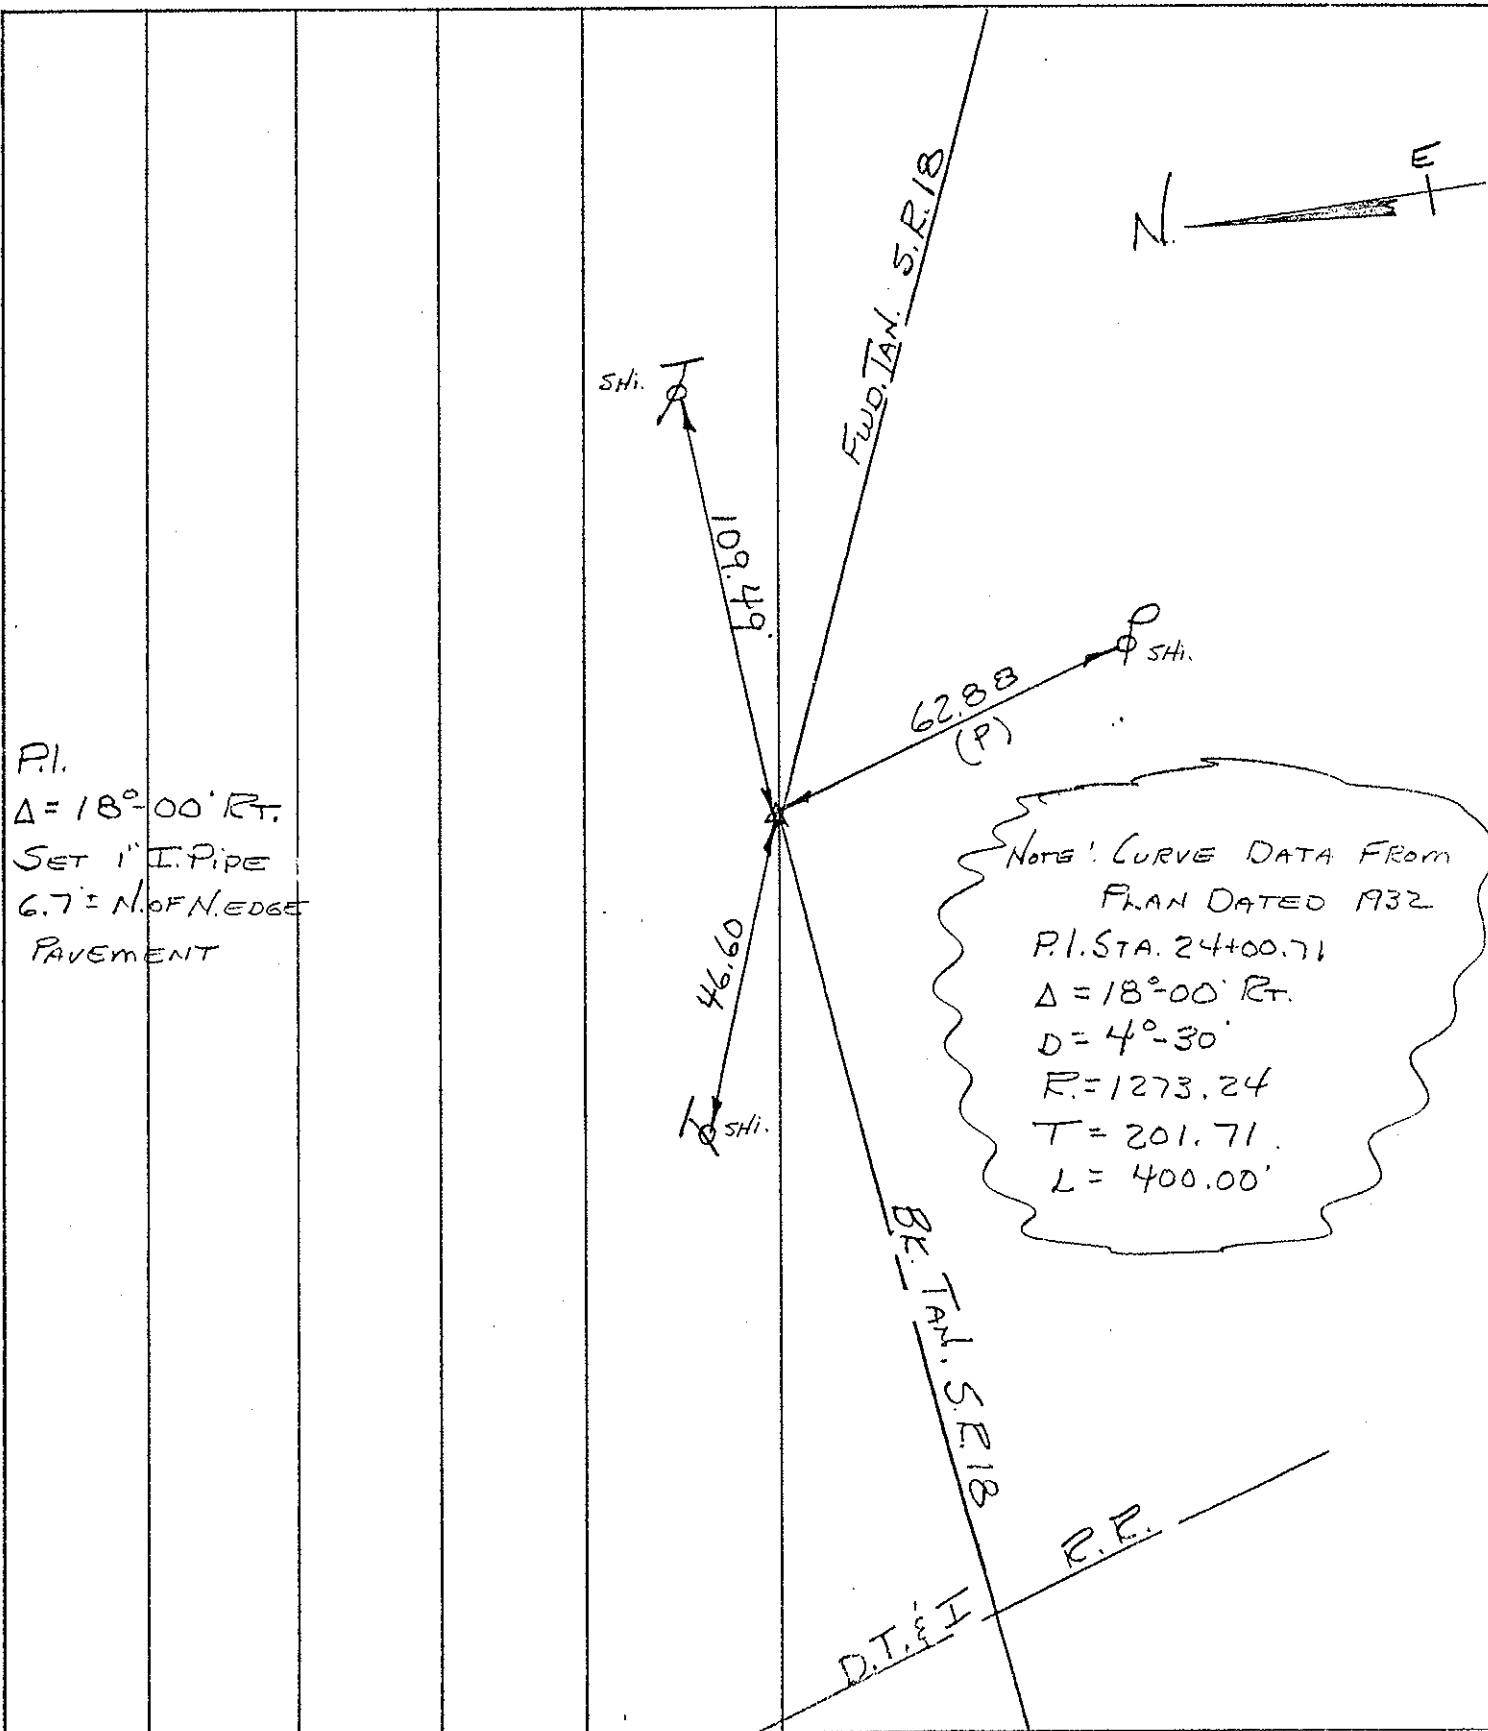 E
N.
FWD. TAN. S.R. 18
SHi. T
109.49
P SHi.
62.88
(P)
P.I.
Δ = 18°-00' RT.
SET 1" I. PiPE
6.7'± N. OF N. EDGE
PAVEMENT
46.60
T SHi.
NOTE: CURVE DATA FROM
PLAN DATED 1932
P.I. STA. 24+00.71
Δ = 18°-00' RT.
D = 4°-30'
R. = 1273.24
T = 201.71
L = 400.00'
BK. TAN. S.R. 18
D.T. & I R.R.